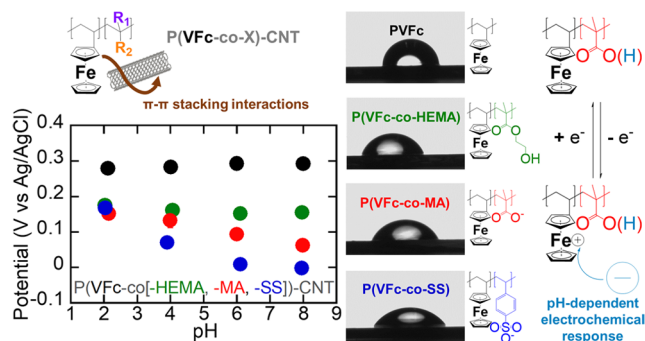 R1
R2
Fe
P(VFc-co-X)-CNT
π-π stacking interactions
Potential (V vs Ag/AgCl)
0.4
0.3
0.2
0.1
0
-0.1
P(VFc-co[-HEMA, -MA, -SS])-CNT
2 3 4 5 6 7 8 9
pH
PVFc
Fe
P(VFc-co-HEMA)
Fe
O O
OH
P(VFc-co-MA)
Fe
O O-
P(VFc-co-SS)
Fe
O=S=O
O-
Fe
O O(H)
+ e- - e-
O O(H)
Fe+
−
pH-dependent
electrochemical
response